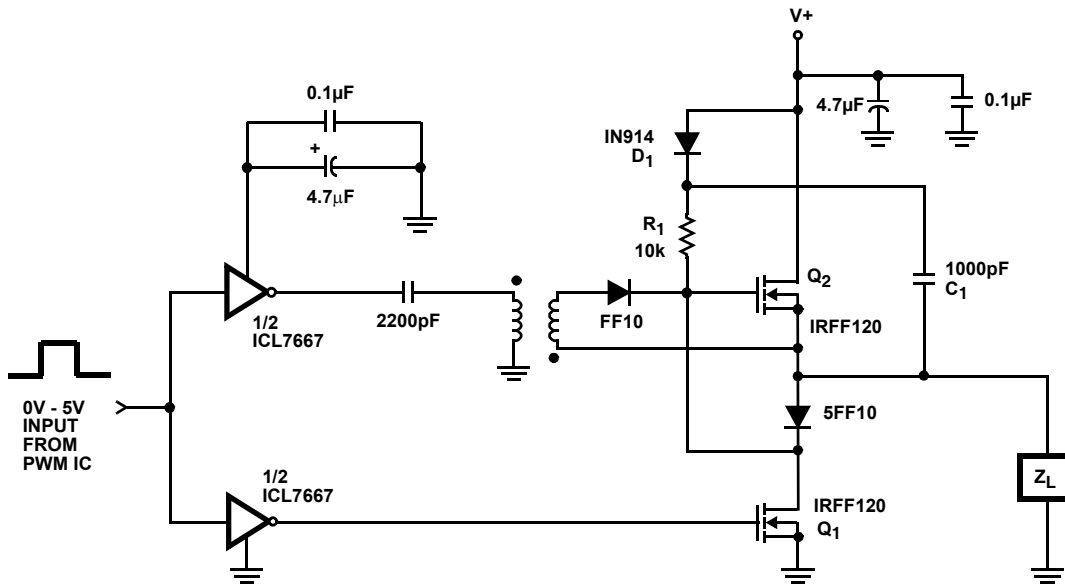 V+
0.1µF
4.7µF
0.1µF
+
4.7µF
IN914
D1
R1
10k
1000pF
C1
Q2
IRFF120
2200pF
FF10
1/2
ICL7667
0V - 5V
INPUT
FROM
PWM IC
5FF10
1/2
ICL7667
IRFF120
Q1
ZL